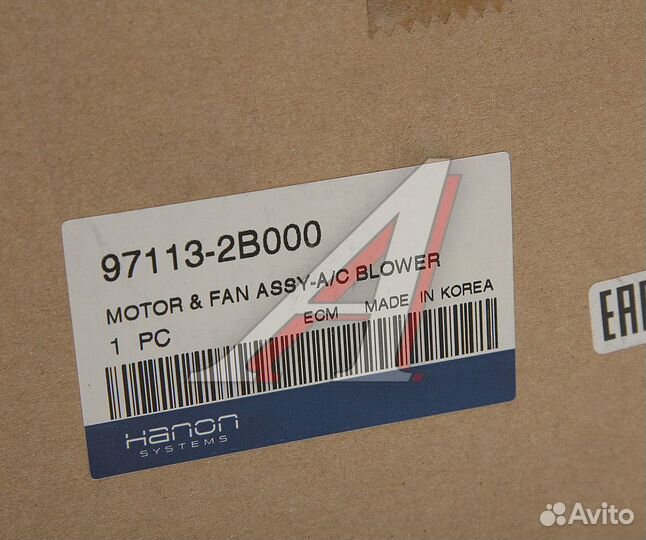 97113-2B000
MOTOR & FAN ASSY-A/C BLOWER
1 PC ECM MADE IN KOREA
Hanon
SYSTEMS
EAC
Avito